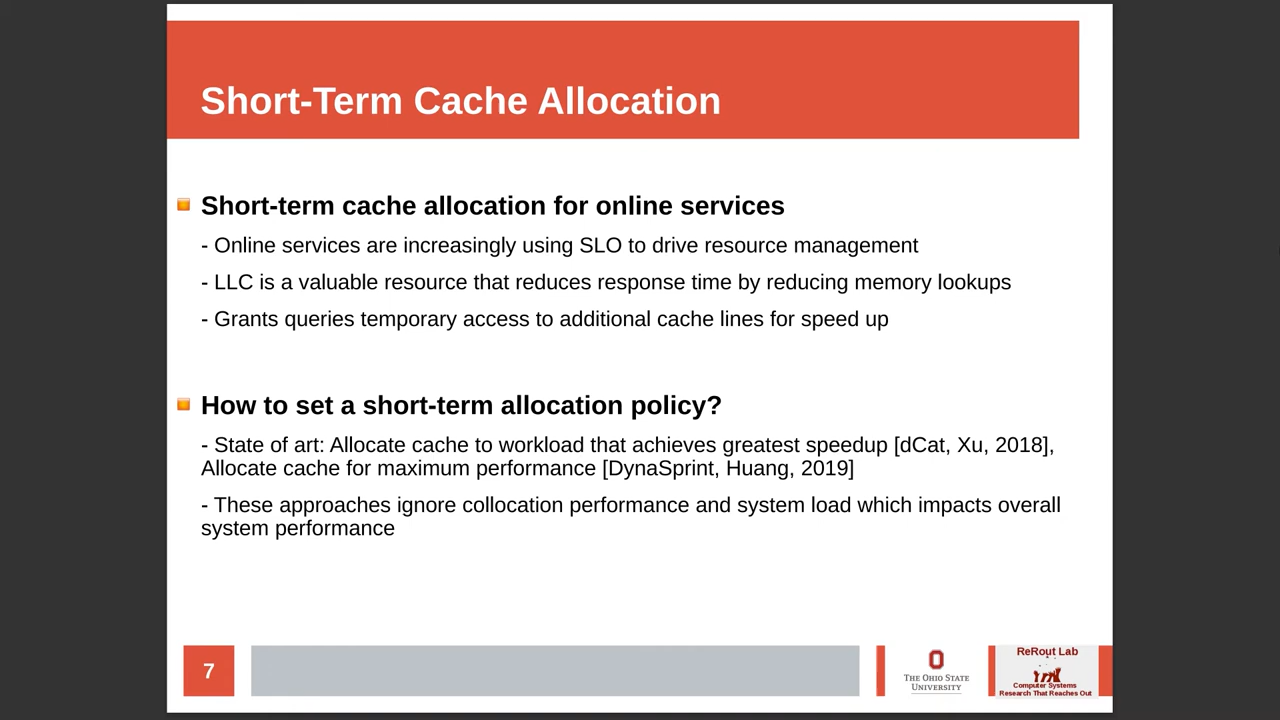 Short-Term Cache Allocation
Short-term cache allocation for online services
- Online services are increasingly using SLO to drive resource management
- LLC is a valuable resource that reduces response time by reducing memory lookups
- Grants queries temporary access to additional cache lines for speed up
How to set a short-term allocation policy?
- State of art: Allocate cache to workload that achieves greatest speedup [dCat, Xu, 2018],
Allocate cache for maximum performance [DynaSprint, Huang, 2019]
- These approaches ignore collocation performance and system load which impacts overall
system performance
7
THE OHIO STATE
UNIVERSITY
ReRout Lab
Computer Systems
Research That Reaches Out